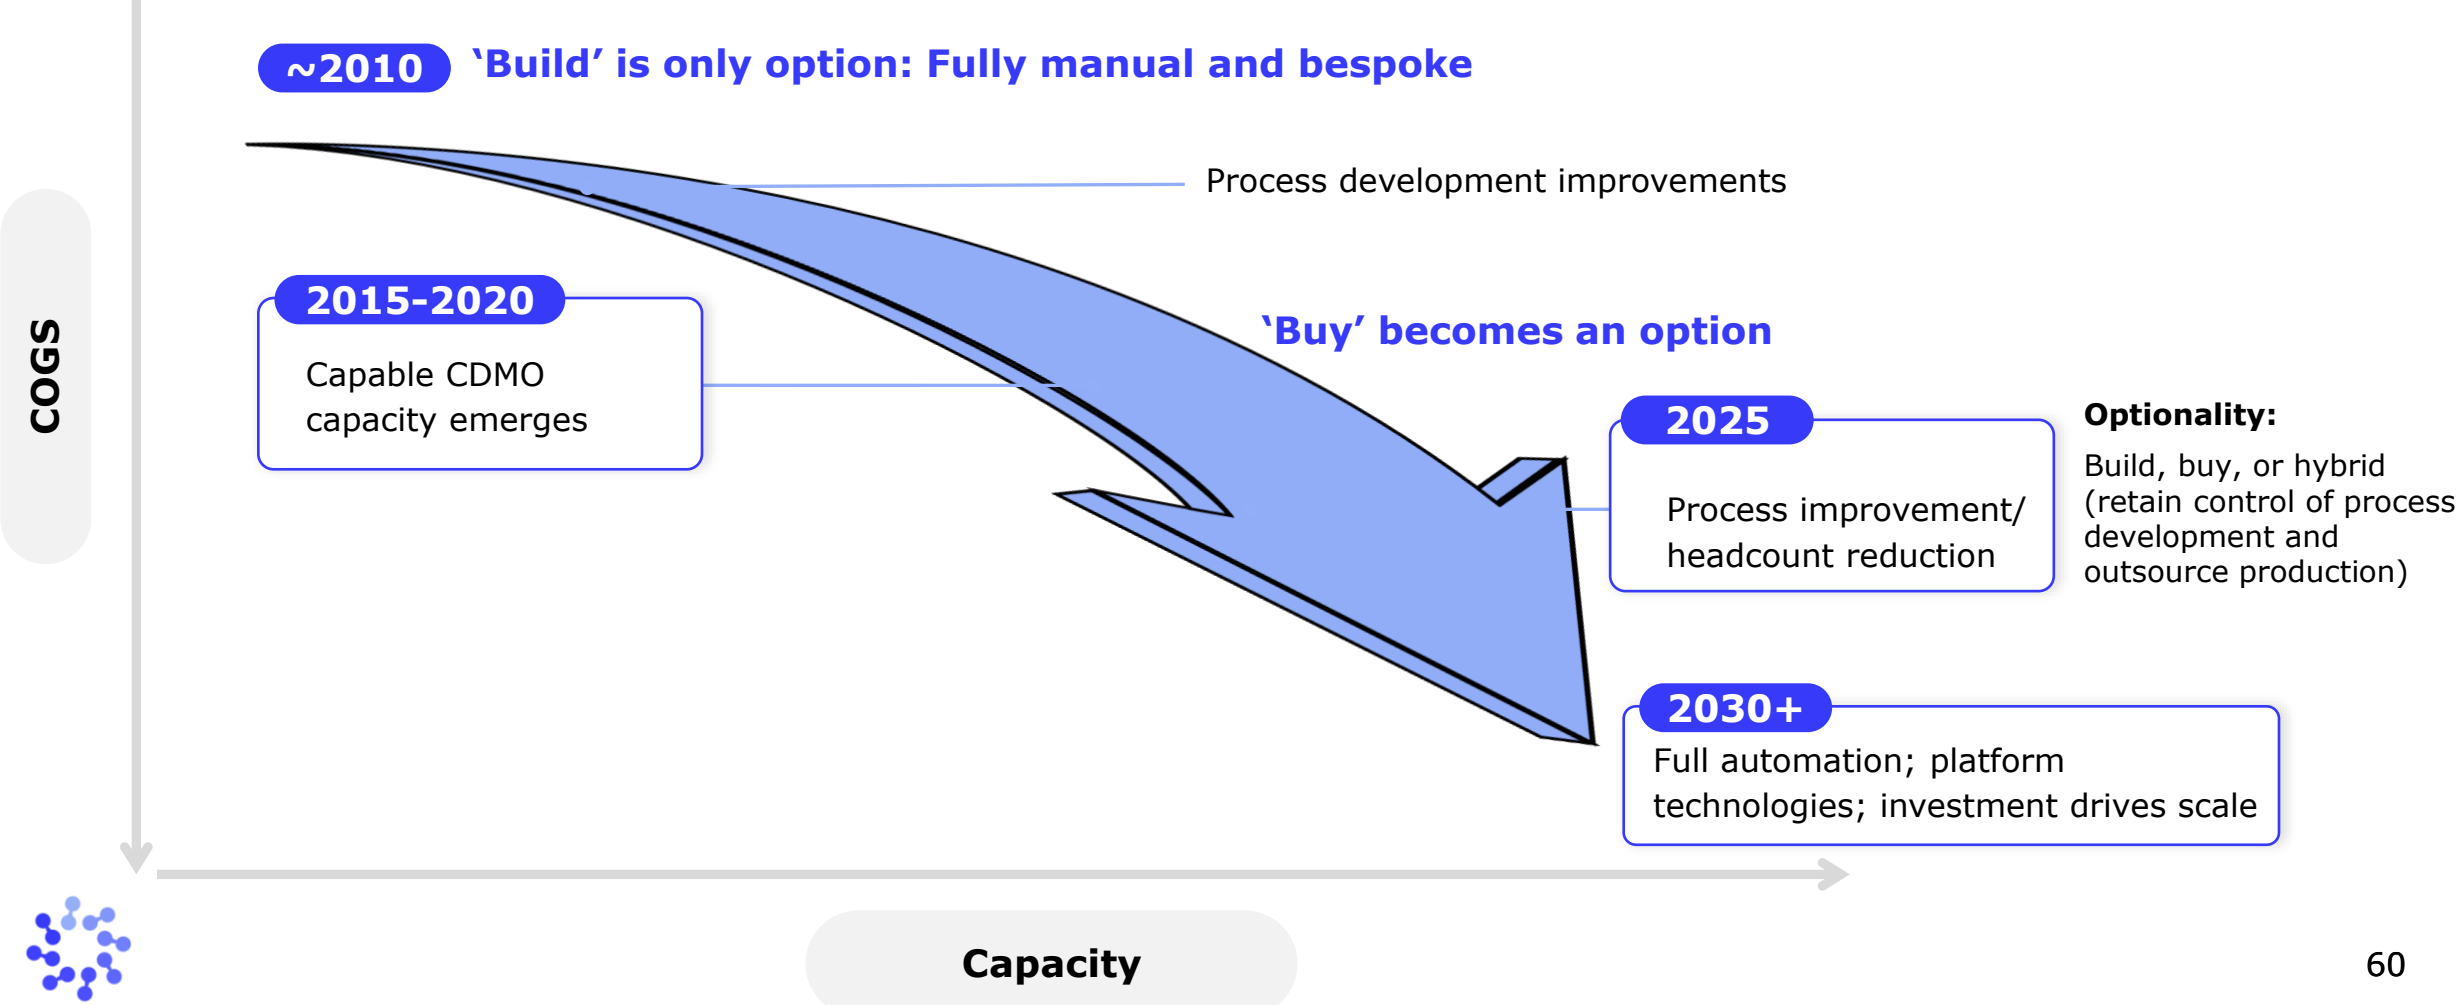 ~2010
‘Build’ is only option: Fully manual and bespoke
Process development improvements
2015-2020
Capable CDMO
capacity emerges
‘Buy’ becomes an option
COGS
2025
Process improvement/
headcount reduction
Optionality:
Build, buy, or hybrid
(retain control of process
development and
outsource production)
2030+
Full automation; platform
technologies; investment drives scale
Capacity
60